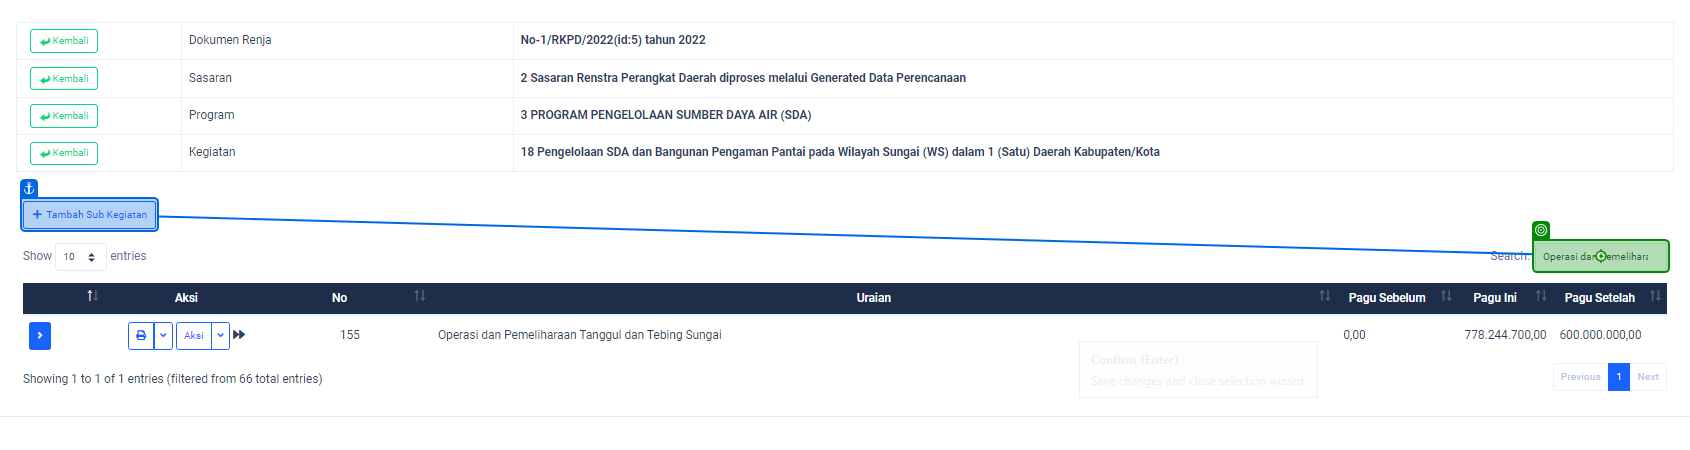 Kembali Dokumen Renja No-1/RKPD/2022(id:5) tahun 2022
Kembali Sasaran 2 Sasaran Renstra Perangkat Daerah diproses melalui Generated Data Perencanaan
Kembali Program 3 PROGRAM PENGELOLAAN SUMBER DAYA AIR (SDA)
Kembali Kegiatan 18 Pengelolaan SDA dan Bangunan Pengaman Pantai pada Wilayah Sungai (WS) dalam 1 (Satu) Daerah Kabupaten/Kota
+ Tambah Sub Kegiatan
Show 10 entries Search: Operasi dan
Aksi No Uraian Pagu Sebelum Pagu Ini Pagu Setelah
Aksi 155 Operasi dan Pemeliharaan Tanggul dan Tebing Sungai 0,00 778.244.700,00 600.000.000,00
Confirm (Enter)
Save changes and close selection wizard.
Showing 1 to 1 of 1 entries (filtered from 66 total entries) Previous 1 Next